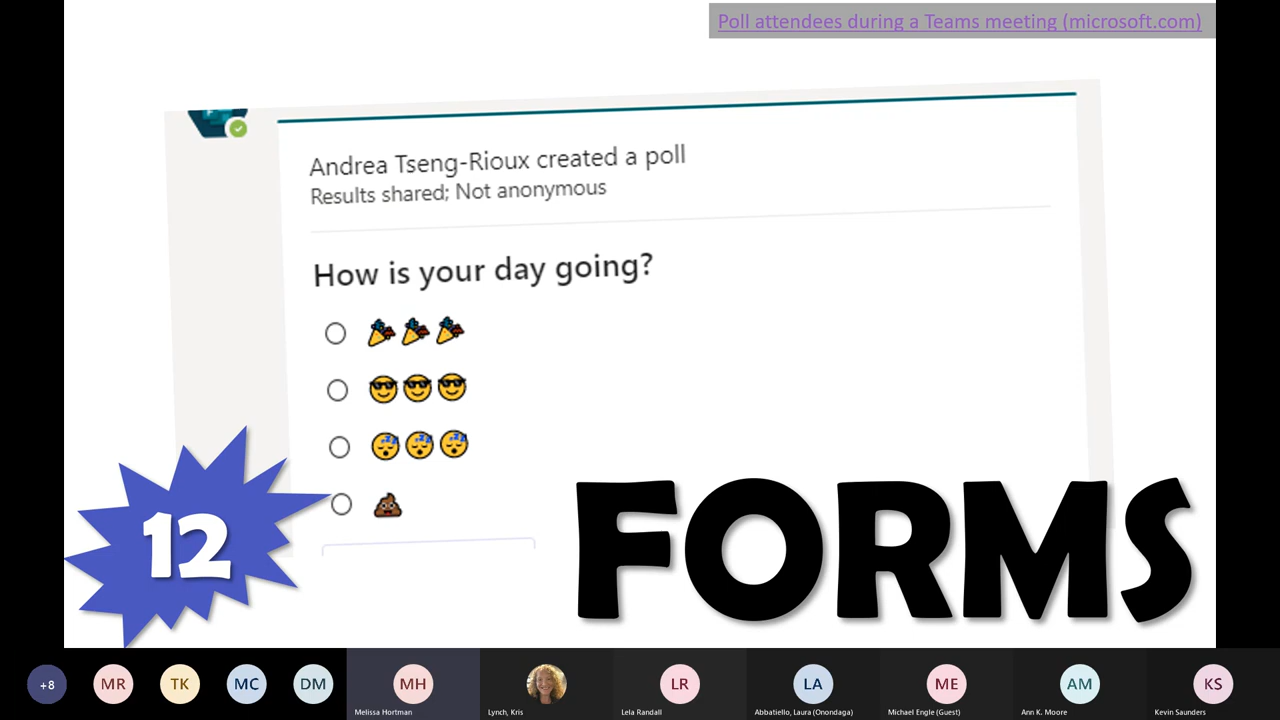 Poll attendees during a Teams meeting (microsoft.com)
Andrea Tseng-Rioux created a poll
Results shared; Not anonymous
How is your day going?
12
FORMS
+8
MR
TK
MC
DM
MH
LR
LA
ME
AM
KS
Melissa Hortman
Lynch, Kris
Lela Randall
Abbatiello, Laura (Onondaga)
Michael Engle (Guest)
Ann K. Moore
Kevin Saunders